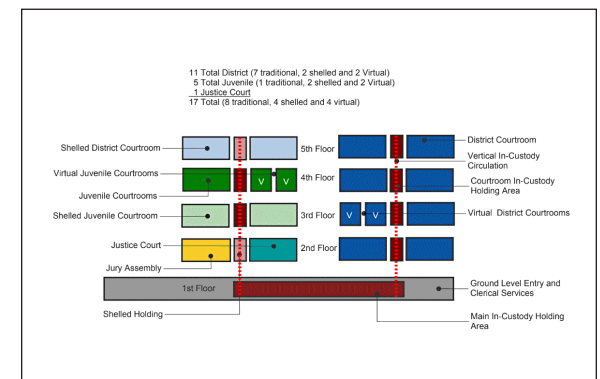 11 Total District (7 traditional, 2 shelled and 2 Virtual)
5 Total Juvenile (1 traditional, 2 shelled and 2 Virtual)
1 Justice Court
17 Total (8 traditional, 4 shelled and 4 virtual)
Shelled District Courtroom
5th Floor
District Courtroom
Vertical In-Custody
Circulation
Virtual Juvenile Courtrooms
V V
4th Floor
Courtroom In-Custody
Holding Area
Juvenile Courtrooms
Shelled Juvenile Courtroom
3rd Floor
V V
Virtual District Courtrooms
Justice Court
2nd Floor
Jury Assembly
1st Floor
Ground Level Entry and
Clerical Services
Shelled Holding
Main In-Custody Holding
Area